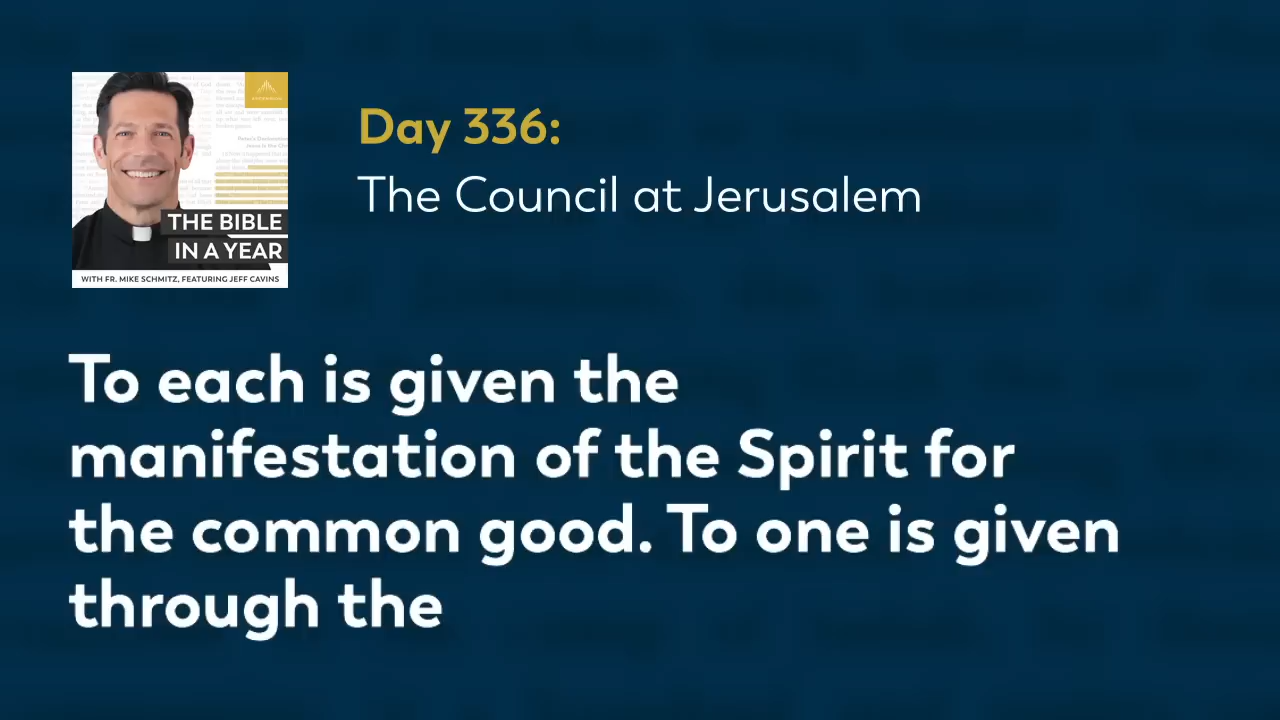 Day 336:
The Council at Jerusalem
THE BIBLE
IN A YEAR
WITH FR. MIKE SCHMITZ, FEATURING JEFF CAVINS
To each is given the
manifestation of the Spirit for
the common good. To one is given
through the